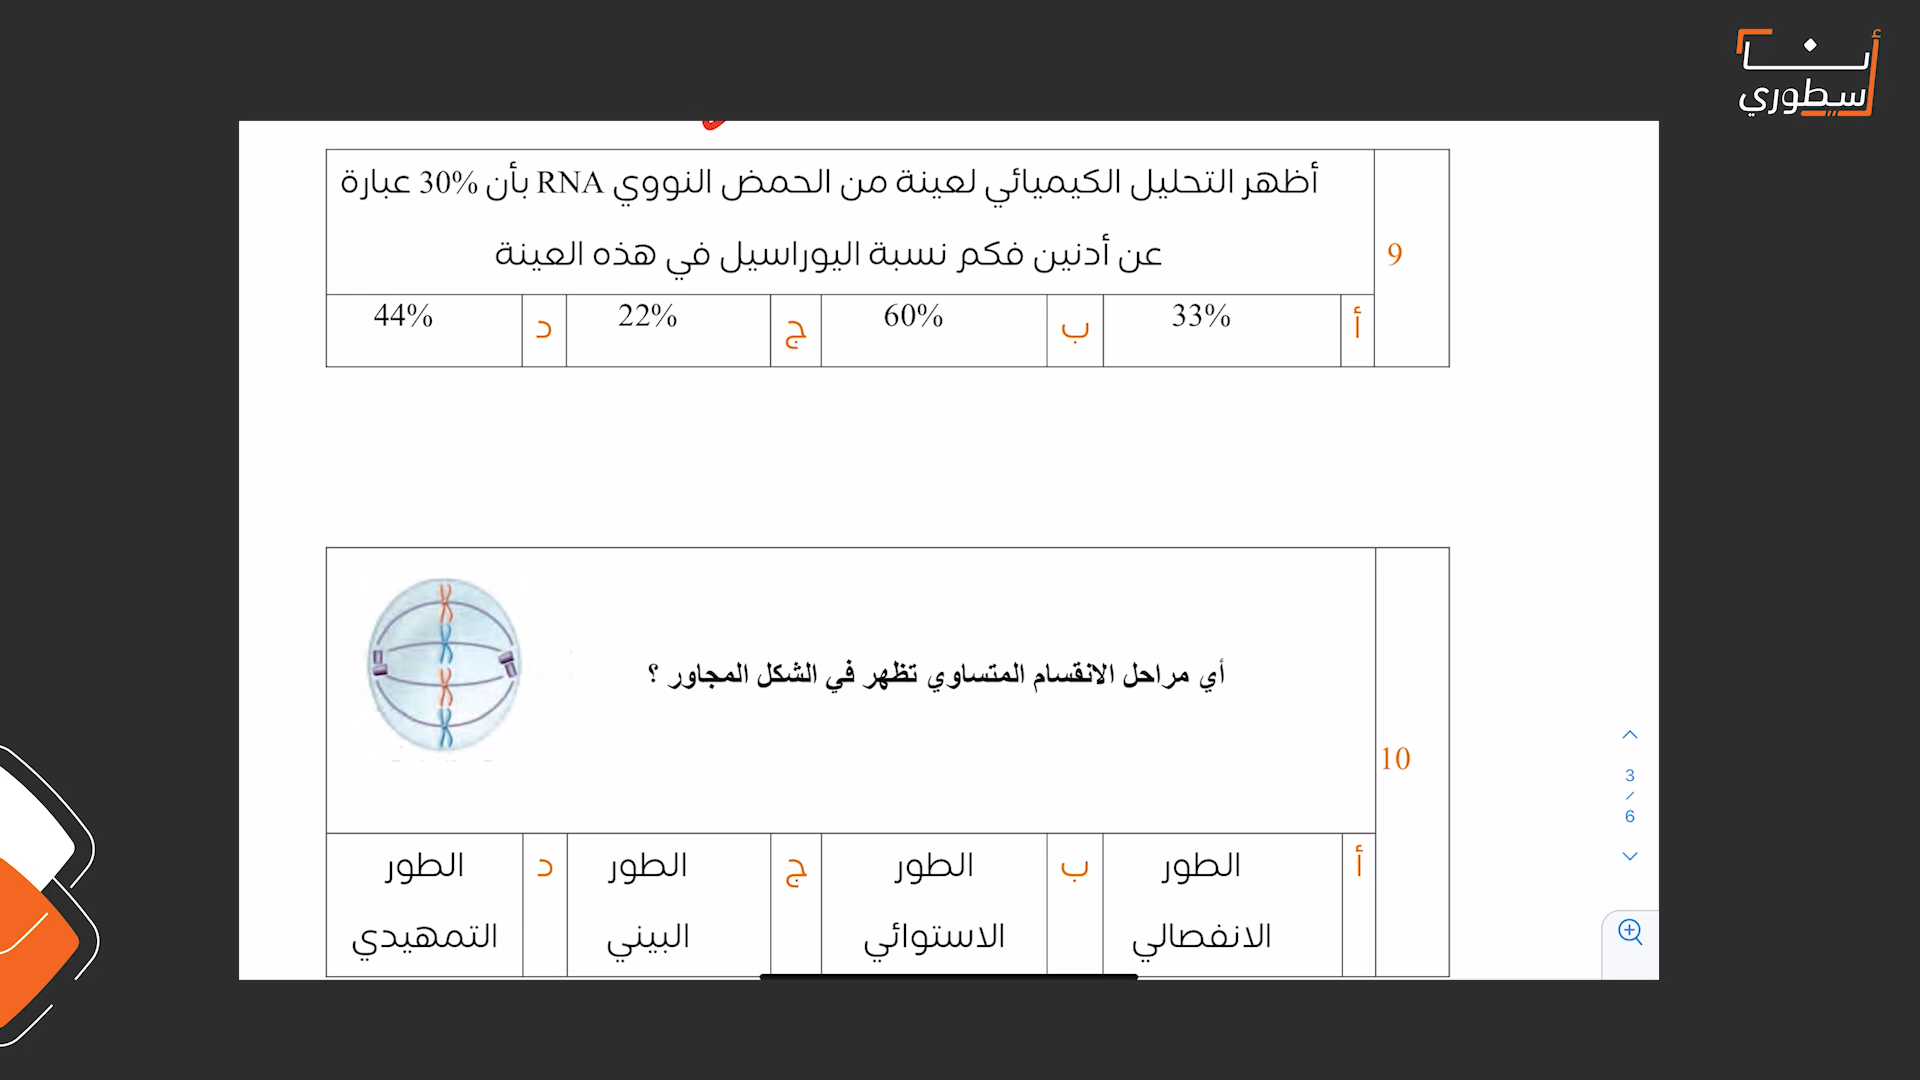 أنا
أسطوري
أظهر التحليل الكيميائي لعينة من الحمض النووي RNA بأن 30% عبارة
عن أدنين فكم نسبة اليوراسيل في هذه العينة
9
أ 33% ب 60% ج 22% د 44%
أي مراحل الانقسام المتساوي تظهر في الشكل المجاور ؟
10
أ الطور الانفصالي
ب الطور الاستوائي
ج الطور البيني
د الطور التمهيدي
3
/
6